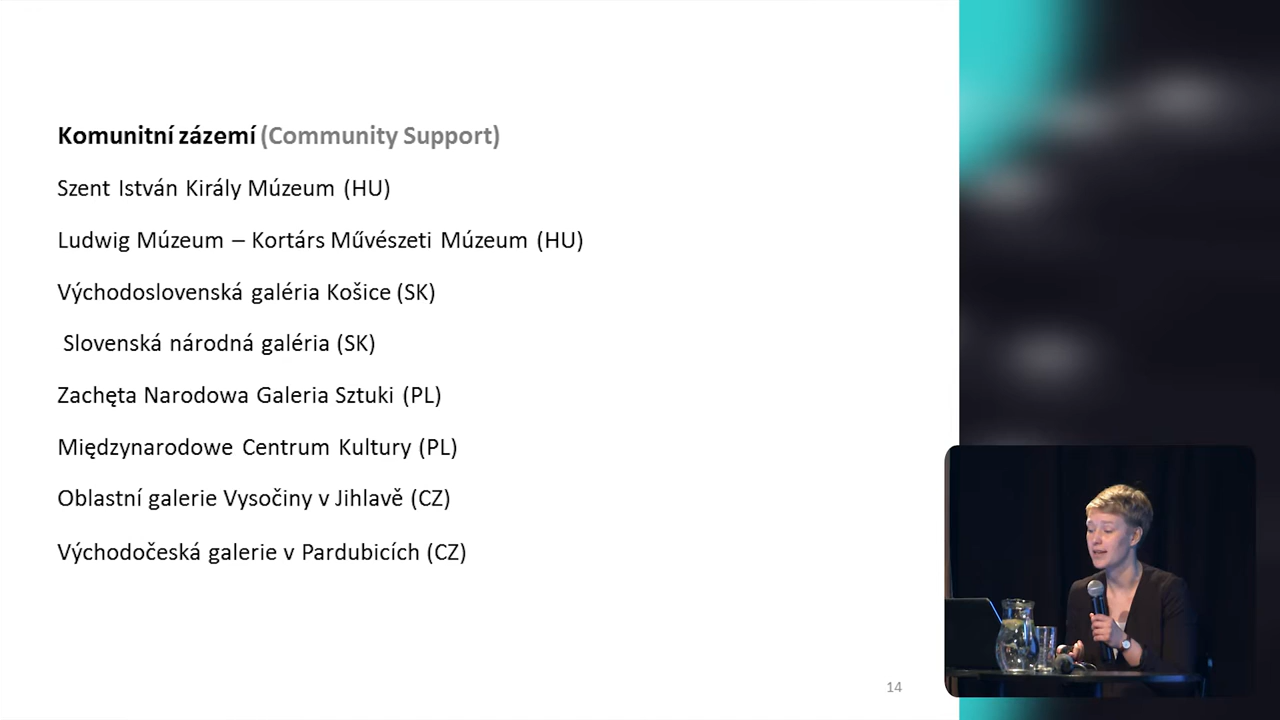 Komunitní zázemí (Community Support)
Szent István Király Múzeum (HU)
Ludwig Múzeum – Kortárs Művészeti Múzeum (HU)
Východoslovenská galéria Košice (SK)
Slovenská národná galéria (SK)
Zachęta Narodowa Galeria Sztuki (PL)
Międzynarodowe Centrum Kultury (PL)
Oblastní galerie Vysočiny v Jihlavě (CZ)
Východočeská galerie v Pardubicích (CZ)
14